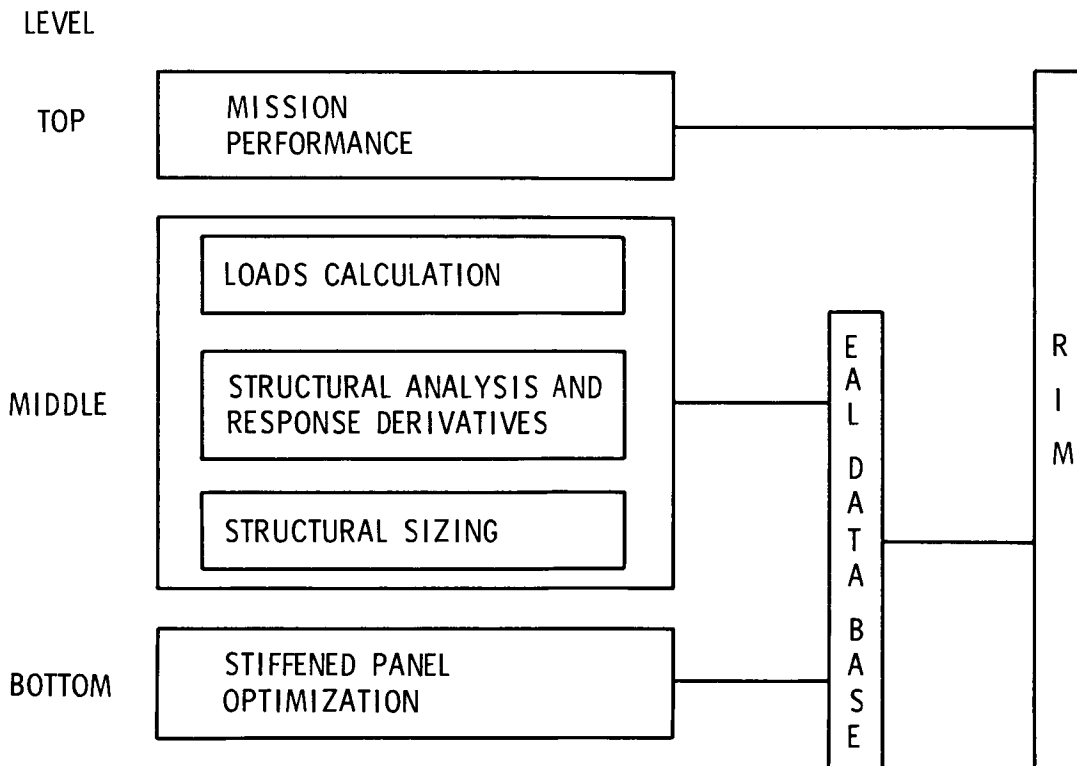 LEVEL
TOP
MISSION
PERFORMANCE
LOADS CALCULATION
MIDDLE
STRUCTURAL ANALYSIS AND
RESPONSE DERIVATIVES
STRUCTURAL SIZING
BOTTOM
STIFFENED PANEL
OPTIMIZATION
EAL DATA BASE
RIM